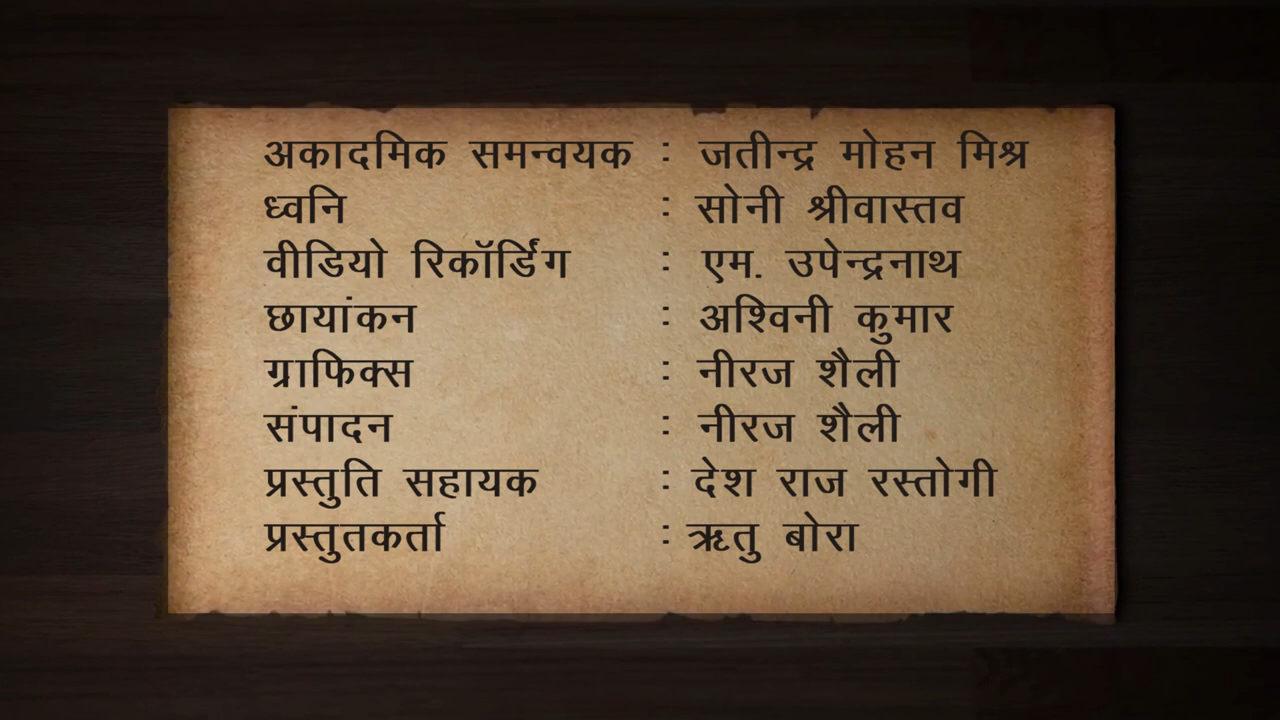 अकादमिक समन्वयक : जतीन्द्र मोहन मिश्र
ध्वनि : सोनी श्रीवास्तव
वीडियो रिकॉर्डिंग : एम. उपेन्द्रनाथ
छायांकन : अश्विनी कुमार
ग्राफिक्स : नीरज शैली
संपादन : नीरज शैली
प्रस्तुति सहायक : देश राज रस्तोगी
प्रस्तुतकर्ता : ऋतु बोरा